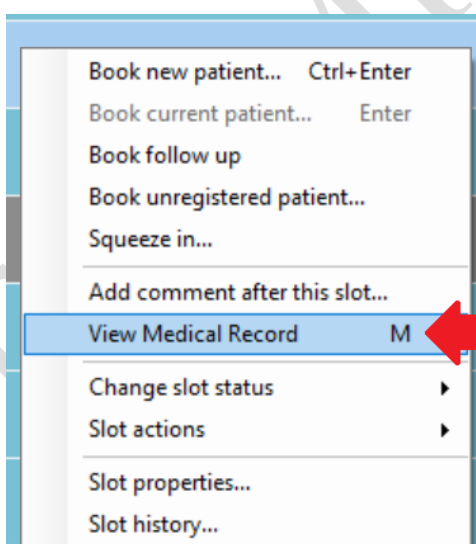 Book new patient... Ctrl+Enter
Book current patient... Enter
Book follow up
Book unregistered patient...
Squeeze in...
Add comment after this slot...
View Medical Record M
Change slot status
Slot actions
Slot properties...
Slot history...